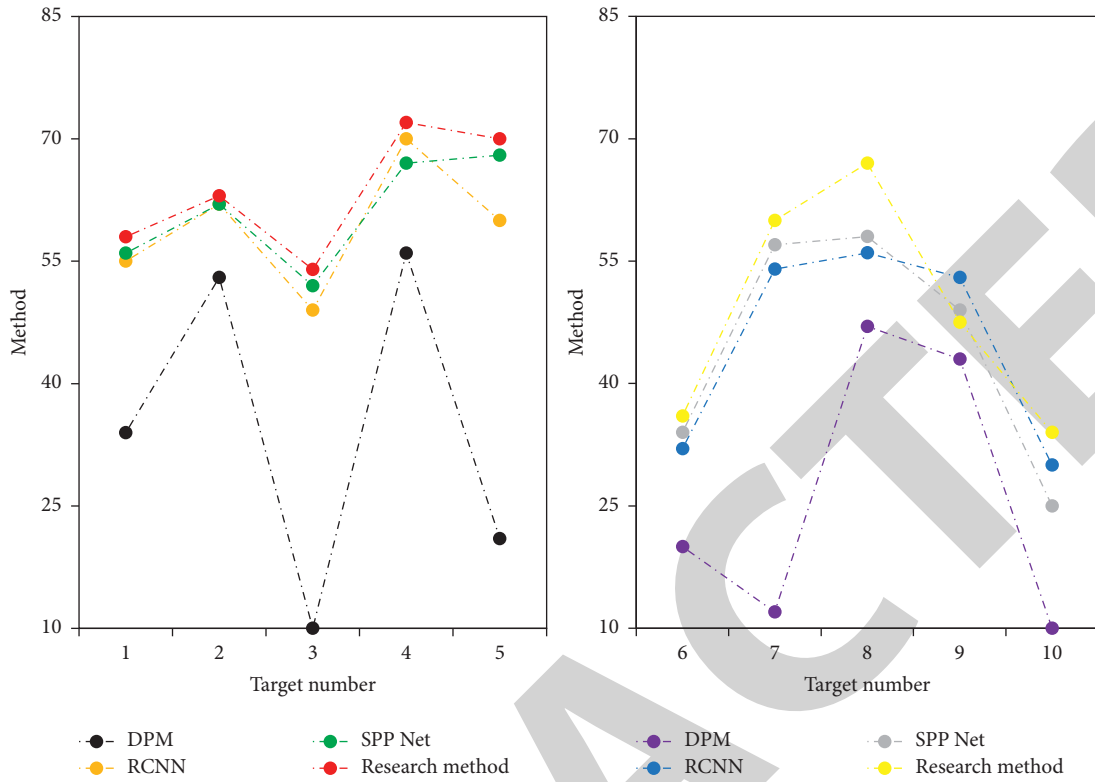 85
70
55
40
25
10
Method
1 2 3 4 5
Target number
DPM
SPP Net
RCNN
Research method
85
70
55
40
25
10
Method
6 7 8 9 10
Target number
DPM
SPP Net
RCNN
Research method